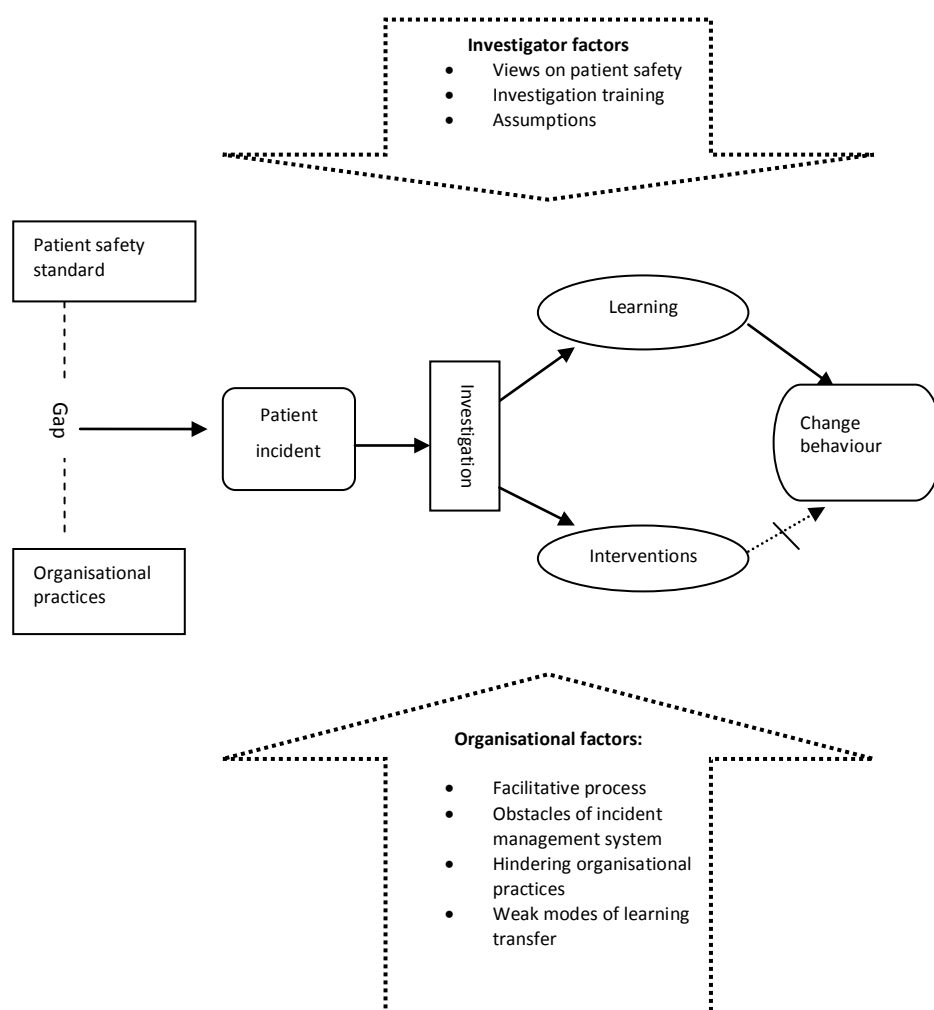 Investigator factors
• Views on patient safety
• Investigation training
• Assumptions
Patient safety
standard
Gap
Organisational
practices
Patient
incident
Investigation
Learning
Interventions
Change
behaviour
Organisational factors:
• Facilitative process
• Obstacles of incident
management system
• Hindering organisational
practices
• Weak modes of learning
transfer